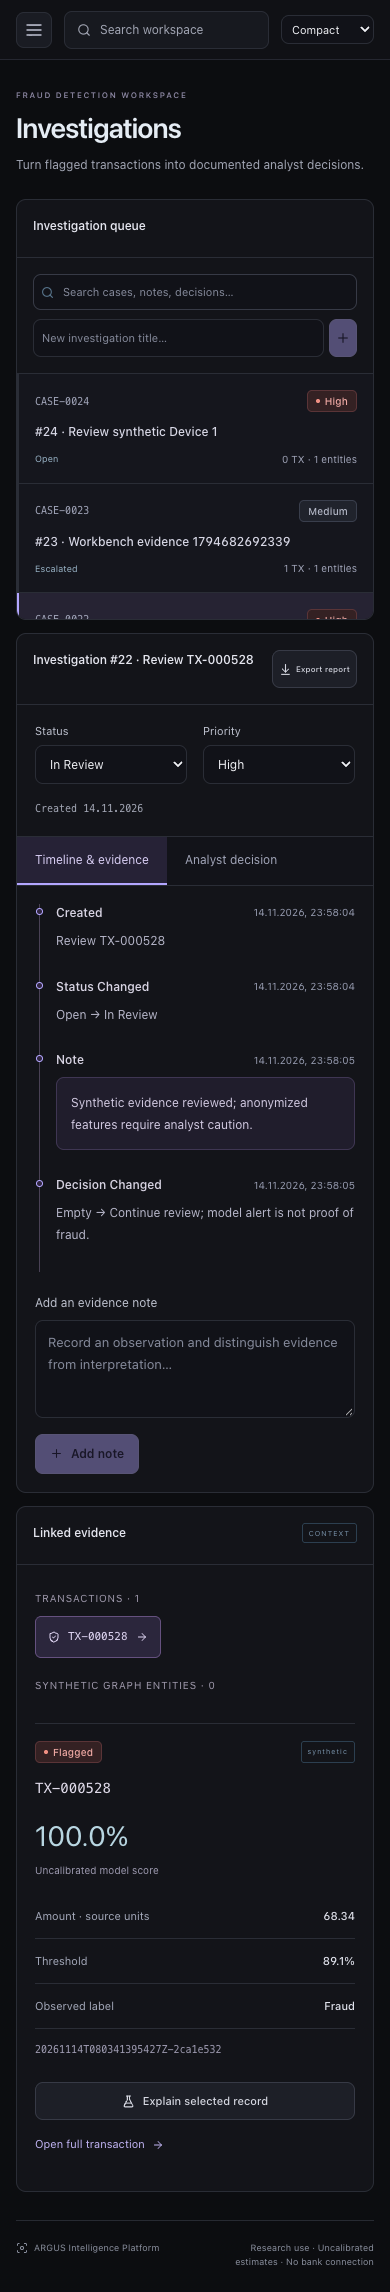 Search workspace
Compact
FRAUD DETECTION WORKSPACE
Investigations
Turn flagged transactions into documented analyst decisions.
Investigation queue
Search cases, notes, decisions...
New investigation title...
CASE-0024
High
#24 · Review synthetic Device 1
Open
0 TX · 1 entities
CASE-0023
Medium
#23 · Workbench evidence 1794682692339
Escalated
1 TX · 1 entities
CASE-0022
High
Investigation #22 · Review TX-000528
Export report
Status
Priority
In Review
High
Created 14.11.2026
Timeline & evidence
Analyst decision
Created
14.11.2026, 23:58:04
Review TX-000528
Status Changed
14.11.2026, 23:58:04
Open → In Review
Note
14.11.2026, 23:58:05
Synthetic evidence reviewed; anonymized
features require analyst caution.
Decision Changed
14.11.2026, 23:58:05
Empty → Continue review; model alert is not proof of
fraud.
Add an evidence note
Record an observation and distinguish evidence
from interpretation...
Add note
Linked evidence
CONTEXT
TRANSACTIONS · 1
TX-000528
SYNTHETIC GRAPH ENTITIES · 0
Flagged
synthetic
TX-000528
100.0%
Uncalibrated model score
Amount · source units
68.34
Threshold
89.1%
Observed label
Fraud
20261114T080341395427Z-2ca1e532
Explain selected record
Open full transaction
ARGUS Intelligence Platform
Research use · Uncalibrated
estimates · No bank connection